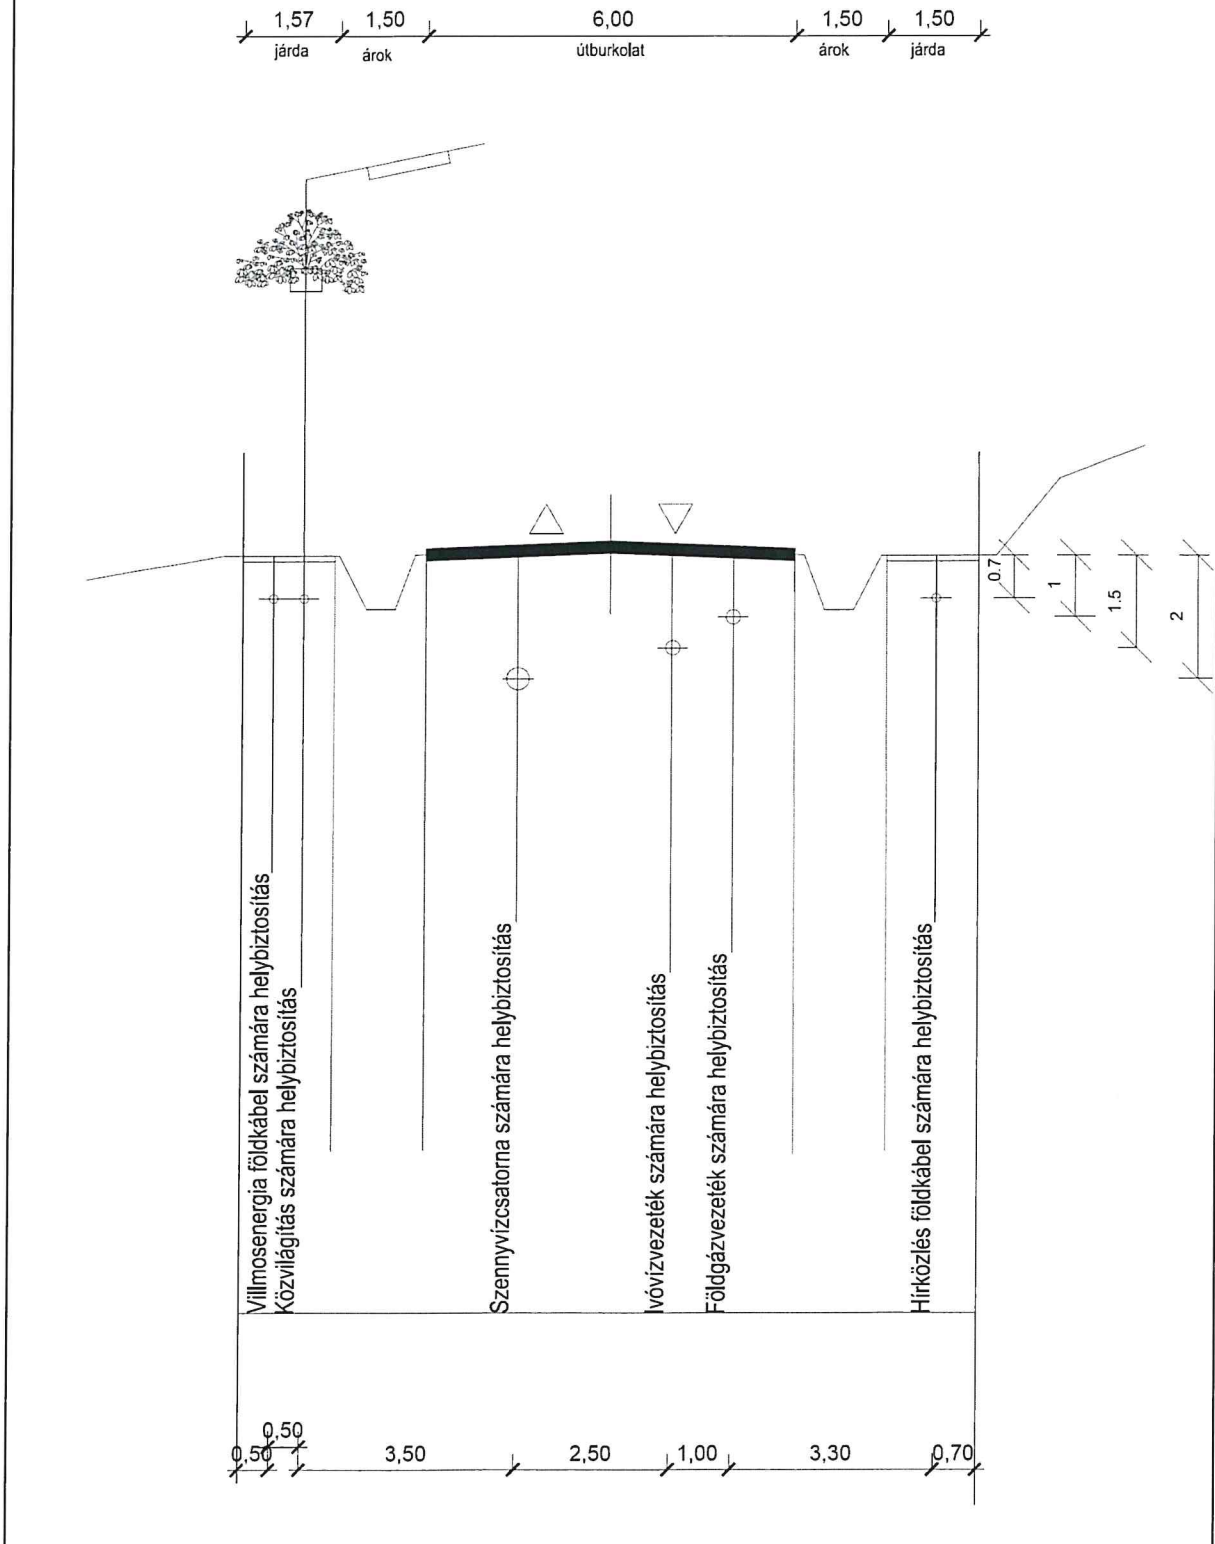 1,57 1,50 6,00 1,50 1,50
járda árok útburkolat árok járda
0.7
1
1.5
2
Villmosenergia földkábel számára helybiztosítás
Közvilágítás számára helybiztosítás
Szennyvízcsatorna számára helybiztosítás
Ivóvízvezeték számára helybiztosítás
Földgázvezeték számára helybiztosítás
Hírközlés földkábel számára helybiztosítás
0,50
0,50 3,50 2,50 1,00 3,30 0,70